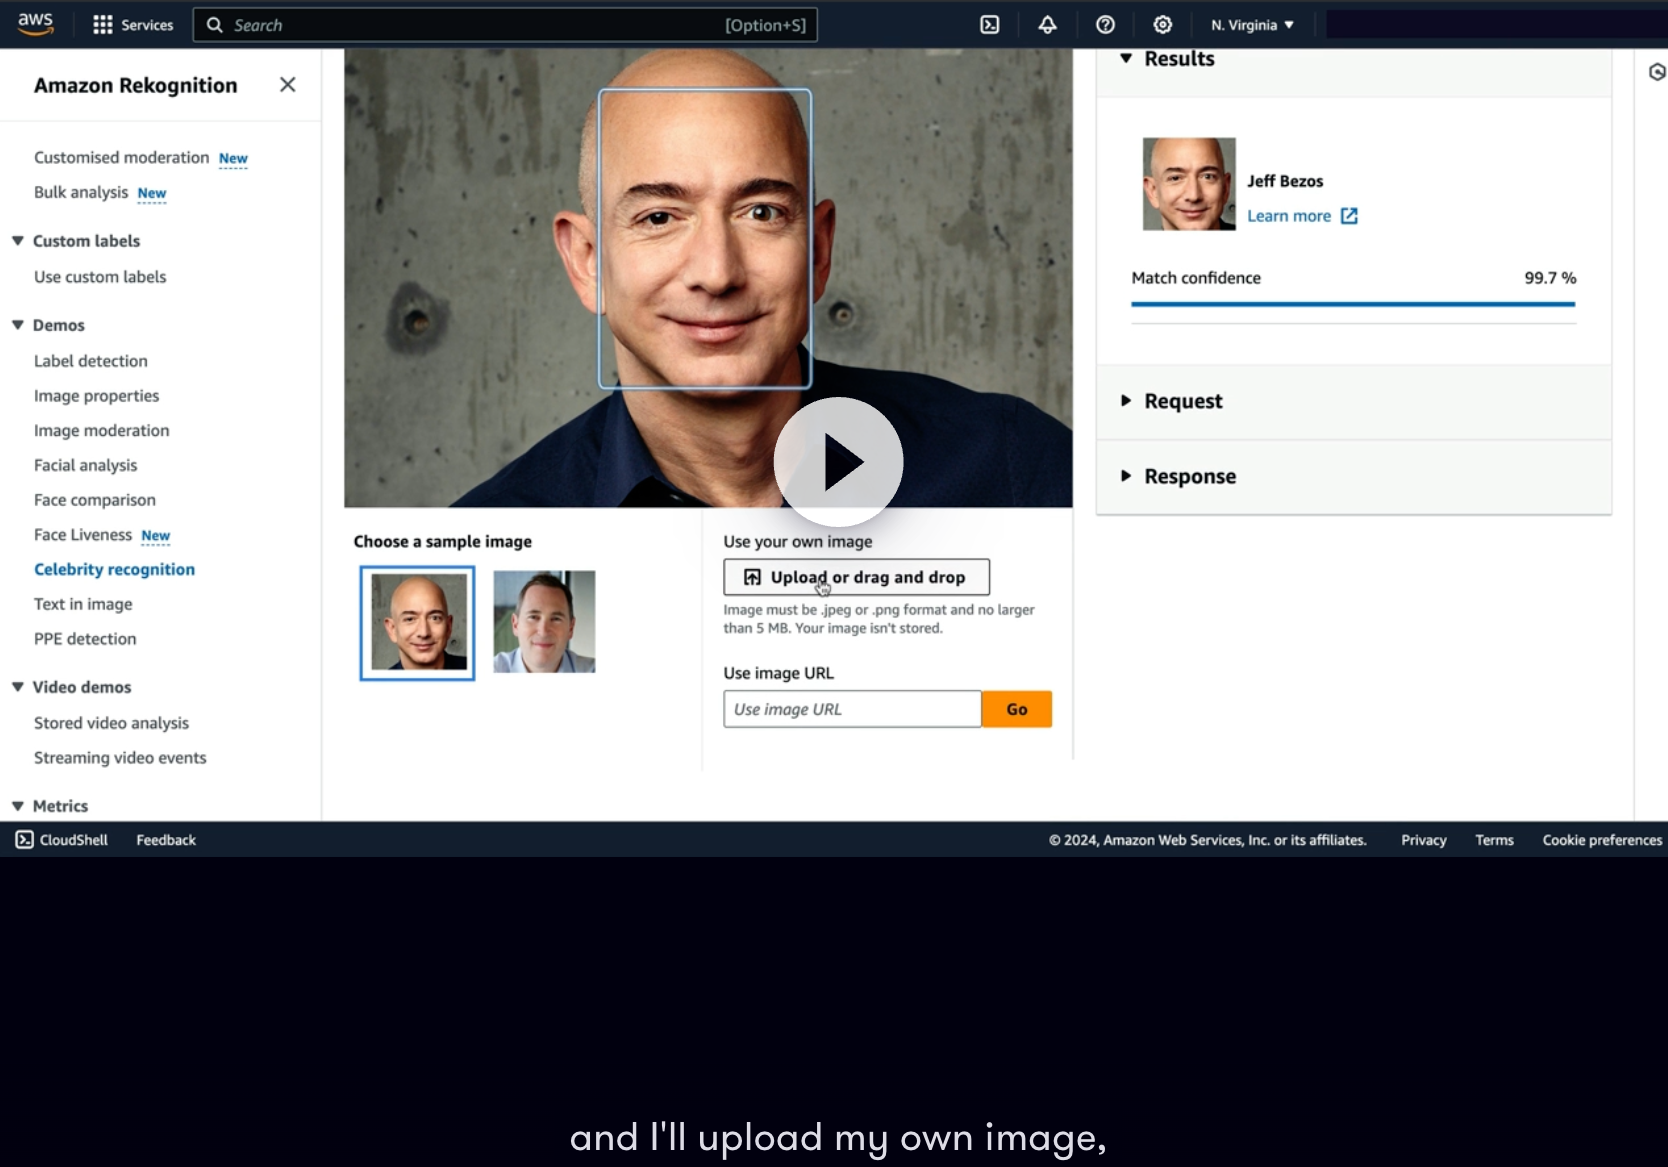 aws
Services
Search
[Option+S]
N. Virginia
Amazon Rekognition
Customised moderation New
Bulk analysis New
Custom labels
Use custom labels
Demos
Label detection
Image properties
Image moderation
Facial analysis
Face comparison
Face Liveness New
Celebrity recognition
Text in image
PPE detection
Video demos
Stored video analysis
Streaming video events
Metrics
Choose a sample image
Use your own image
Upload or drag and drop
Image must be .jpeg or .png format and no larger
than 5 MB. Your image isn't stored.
Use image URL
Use image URL
Go
Results
Jeff Bezos
Learn more
Match confidence
99.7 %
Request
Response
CloudShell
Feedback
© 2024, Amazon Web Services, Inc. or its affiliates.
Privacy
Terms
Cookie preferences
and I'll upload my own image,